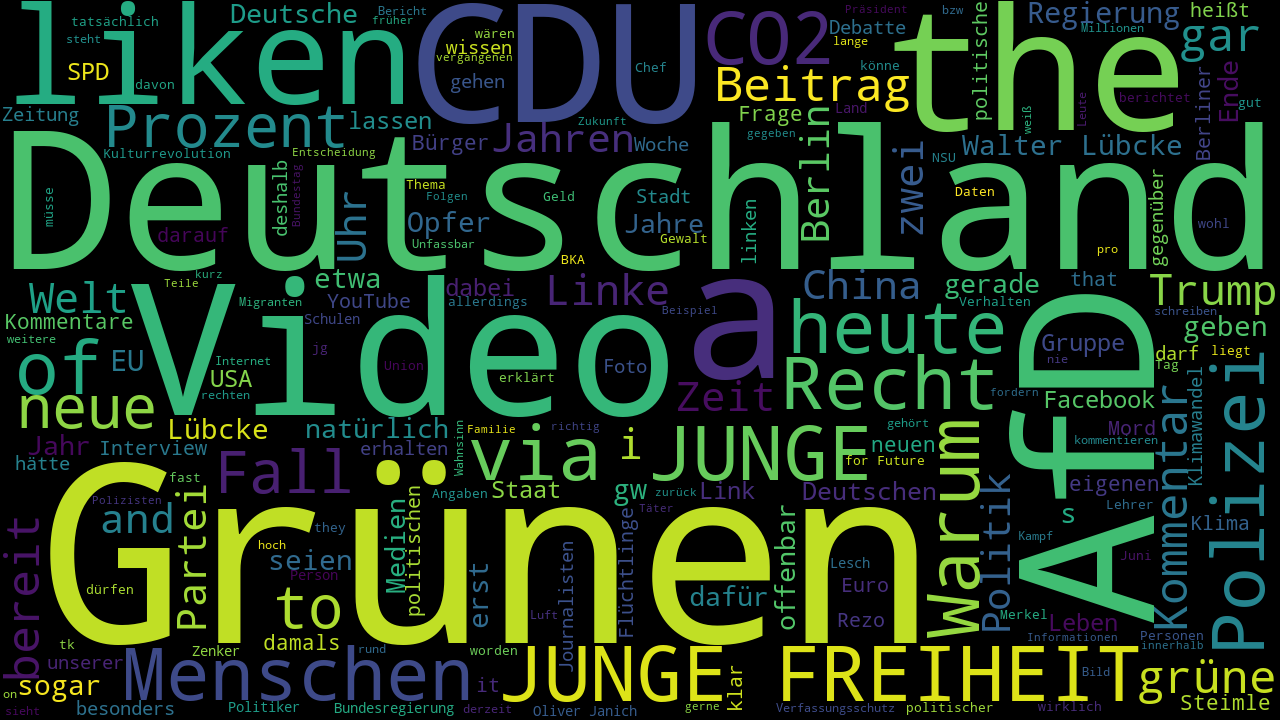 tatsächlich
Bericht
früher
liken
Deutsche
CDU
wären
wissen
vergangenen
gehen
Chef
CO2
Präsident
Debatte
lange
bzw
the
politische
Regierung
Millionen
heißt
gar
steht
SPD
davon
Beitrag
könne
Zeitung
Prozent
lassen
Frage
Land
weiß
Leute
berichtet
Berliner
Ende
gut
Kulturrevolution
Entscheidung
Bürger
Jahren
Zukunft
Woche
gegeben
Berlin
zwei
NSU
Walter Lübcke
Deutschland
müsse
darauf
deshalb
Bundestag
Uhr
Thema
Folgen
Opfer
Unfassbar
Geld
Stadt
Jahre
Gewalt
linken
BKA
Daten
pro
gegenüber
wohl
kurz
Teile
Welt
Kommentare
weitere
Video
Migranten
etwa
YouTube
Schulen
dabei
allerdings
Linke
Beispiel
a
China
heute
gerade
Verhalten
that
AfD
Trump
schreiben
geben
of
EU
USA
Internet
rechten
jg
Union
erklärt
Foto
Gruppe
nie
darf
Tag
liegt
Polizei
neue
Zeit
Recht
fordern
Facebook
Klimawandel
Jahr
hätte
Interview
Lübcke
natürlich
erhalten
Wahnsinn
Familie
via
richtig
i
JUNGE
gehört
neuen
for Future
Warum
Mord
kommentieren
Kommentar
fast
Fall
Polizisten
Angaben
Staat
gw
zurück
Link
Täter
Deutschen
eigenen
Lehrer
s
Klima
bereit
and
Partei
they
hoch
seien
Medien
politischen
Grünen
Flüchtlinge
offenbar
Lesch
Politik
Kampf
Juni
dürfen
to
Person
erst
Luft
Journalisten
dafür
Euro
Rezo
Merkel
Leben
Informationen
Personen
innerhalb
tk
unserer
Zenker
damals
rund
worden
on
sogar
Menschen
it
JUNGE FREIHEIT
klar
Bild
grüne
sieht
besonders
Politiker
Bundesregierung
derzeit
Oliver Janich
gerne
Verfassungsschutz
politischer
wirklich
Steimle